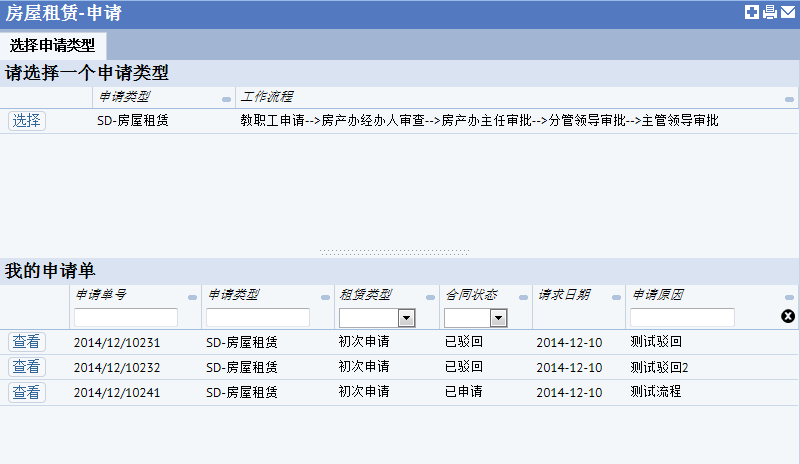 房屋租赁-申请
选择申请类型
请选择一个申请类型
申请类型 工作流程
选择 SD-房屋租赁 教职工申请-->房产办经办人审查-->房产办主任审批-->分管领导审批-->主管领导审批
我的申请单
申请单号 申请类型 租赁类型 合同状态 请求日期 申请原因
查看 2014/12/10231 SD-房屋租赁 初次申请 已驳回 2014-12-10 测试驳回
查看 2014/12/10232 SD-房屋租赁 初次申请 已驳回 2014-12-10 测试驳回2
查看 2014/12/10241 SD-房屋租赁 初次申请 已申请 2014-12-10 测试流程